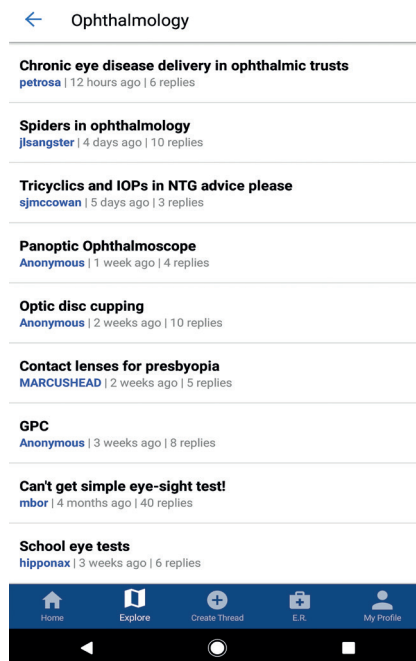 Ophthalmology
Chronic eye disease delivery in ophthalmic trusts
petrosa | 12 hours ago | 6 replies
Spiders in ophthalmology
jlsangster | 4 days ago | 10 replies
Tricyclics and IOPs in NTG advice please
sjmccowan | 5 days ago | 3 replies
Panoptic Ophthalmoscope
Anonymous | 1 week ago | 4 replies
Optic disc cupping
Anonymous | 2 weeks ago | 10 replies
Contact lenses for presbyopia
MARCUSHEAD | 2 weeks ago | 5 replies
GPC
Anonymous | 3 weeks ago | 8 replies
Can't get simple eye-sight test!
mbor | 4 months ago | 40 replies
School eye tests
hipponax | 3 weeks ago | 6 replies
Home Explore Create Thread E.R. My Profile